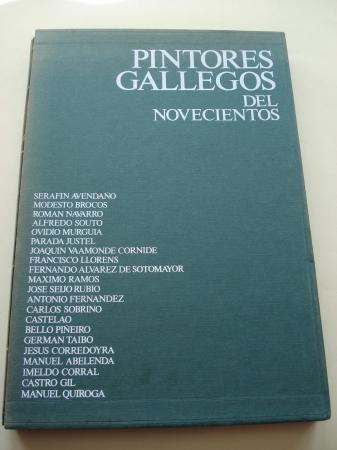 PINTORES
GALLEGOS
DEL
NOVECIENTOS
SERAFIN AVENDAÑO
MODESTO BROCOS
ROMAN NAVARRO
ALFREDO SOUTO
OVIDIO MURGUIA
PARADA JUSTEL
JOAQUIN VAAMONDE CORNIDE
FRANCISCO LLORENS
FERNANDO ALVAREZ DE SOTOMAYOR
MAXIMO RAMOS
JOSE SEIJO RUBIO
ANTONIO FERNANDEZ
CARLOS SOBRINO
CASTELAO
BELLO PIÑEIRO
GERMAN TAIBO
JESUS CORREDOYRA
MANUEL ABELENDA
IMELDO CORRAL
CASTRO GIL
MANUEL QUIROGA